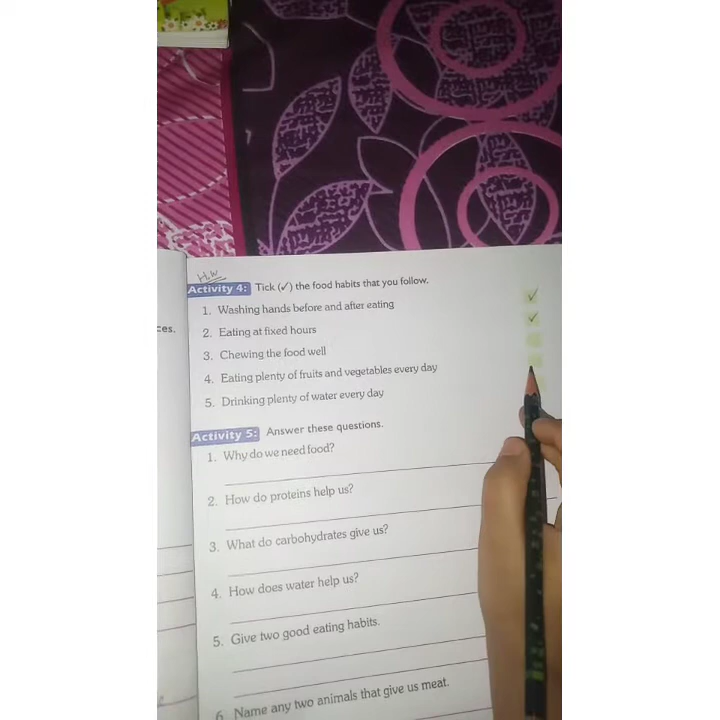 ces.
H.W
Activity 4: Tick (✓) the food habits that you follow.
1. Washing hands before and after eating ✓
2. Eating at fixed hours ✓
3. Chewing the food well
4. Eating plenty of fruits and vegetables every day
5. Drinking plenty of water every day
Activity 5: Answer these questions.
1. Why do we need food?
2. How do proteins help us?
3. What do carbohydrates give us?
4. How does water help us?
5. Give two good eating habits.
6. Name any two animals that give us meat.